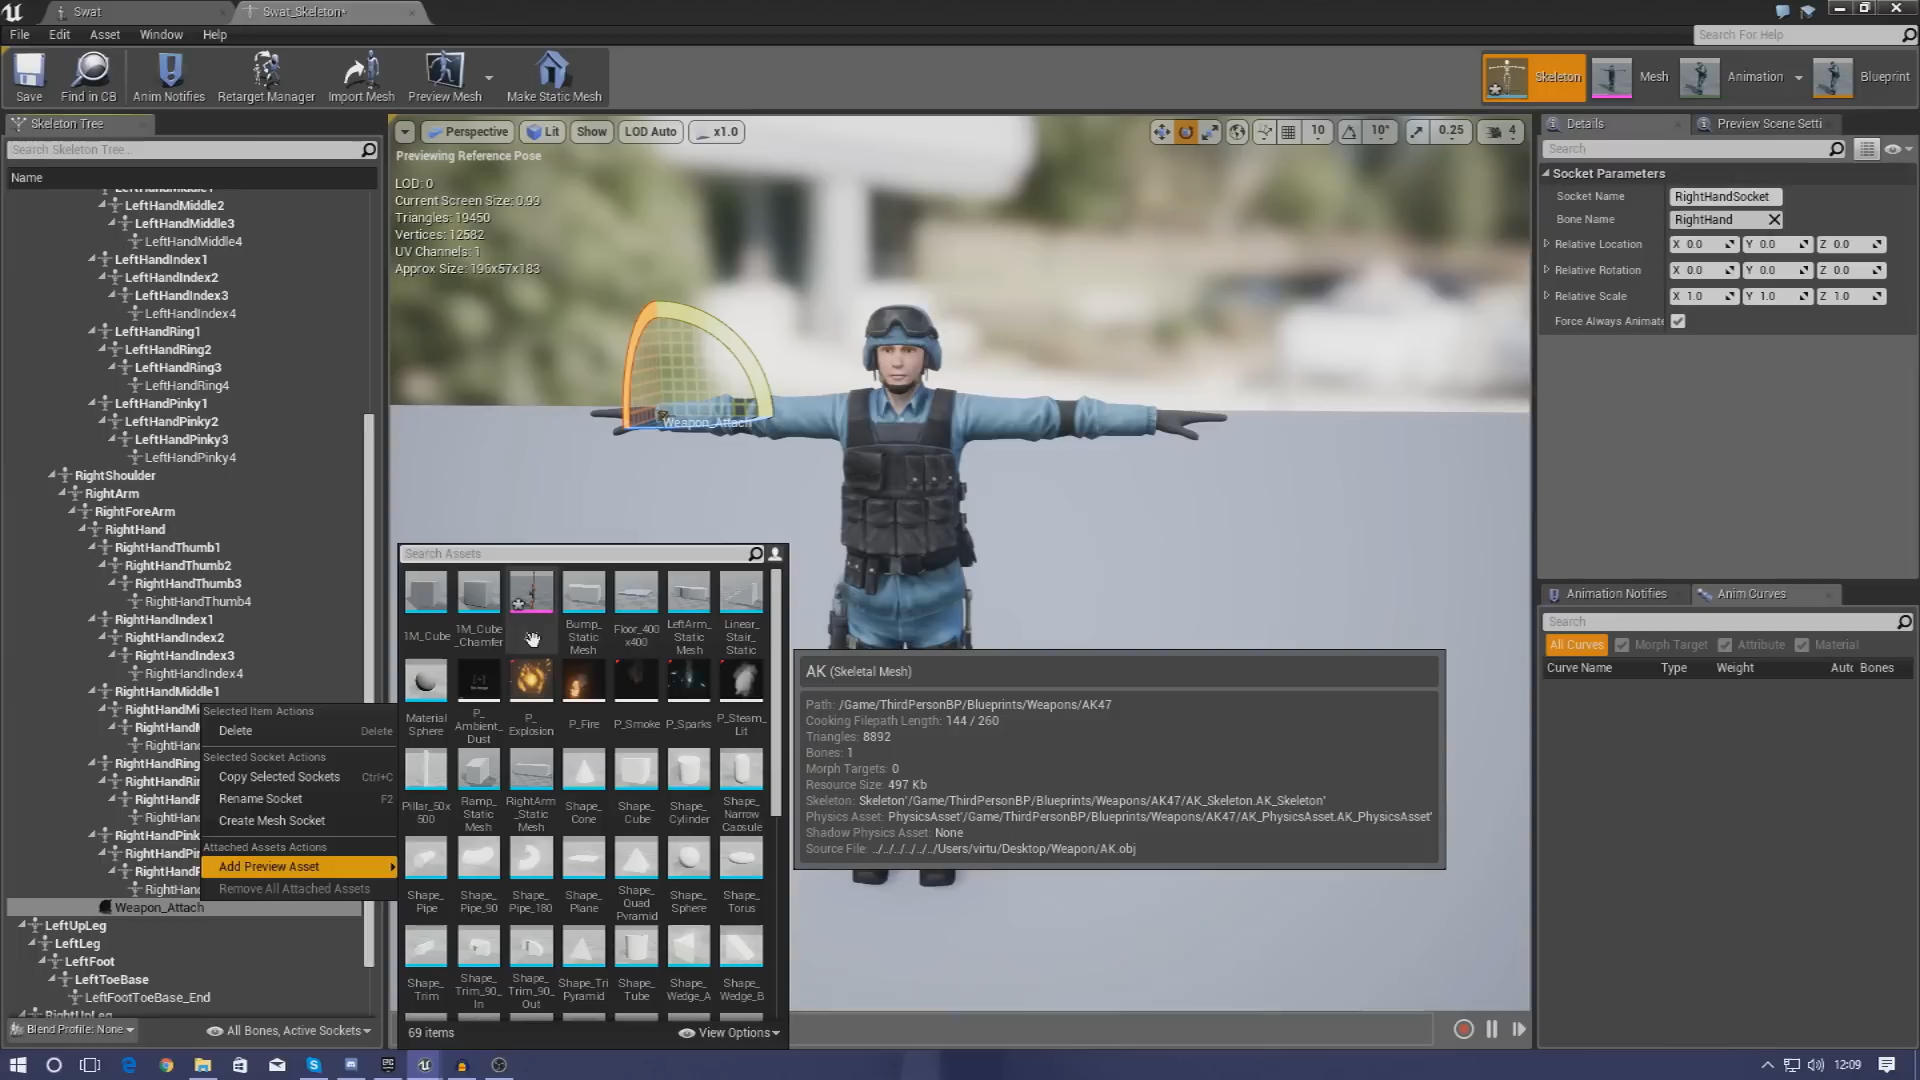 Swat
Swat_Skeleton*
File Edit Asset Window Help
Search For Help
Save
Find in CB
Anim Notifies
Retarget Manager
Import Mesh
Preview Mesh
Make Static Mesh
Skeleton
Mesh
Animation
Blueprint
Skeleton Tree
Search Skeleton Tree...
Name
LeftHandMiddle1
LeftHandMiddle2
LeftHandMiddle3
LeftHandMiddle4
LeftHandIndex1
LeftHandIndex2
LeftHandIndex3
LeftHandIndex4
LeftHandRing1
LeftHandRing2
LeftHandRing3
LeftHandRing4
LeftHandPinky1
LeftHandPinky2
LeftHandPinky3
LeftHandPinky4
RightShoulder
RightArm
RightForeArm
RightHand
RightHandThumb1
RightHandThumb2
RightHandThumb3
RightHandThumb4
RightHandIndex1
RightHandIndex2
RightHandIndex3
RightHandIndex4
RightHandMiddle1
RightHandMi
RightHand
RightHand
RightHandRing
RightHandRin
RightHandF
RightHand
RightHandPink
RightHandPin
RightHandF
RightHand
Weapon_Attach
LeftUpLeg
LeftLeg
LeftFoot
LeftToeBase
LeftFootToeBase_End
RightUpLeg
Blend Profile: None
All Bones, Active Sockets
Selected Item Actions
Delete Delete
Selected Socket Actions
Copy Selected Sockets Ctrl+C
Rename Socket F2
Create Mesh Socket
Attached Assets Actions
Add Preview Asset
Remove All Attached Assets
Perspective Lit Show LOD Auto x1.0
10 10° 0.25 4
Previewing Reference Pose
LOD: 0
Current Screen Size: 0.99
Triangles: 19450
Vertices: 12582
UV Channels: 1
Approx Size: 196x57x183
Weapon_Attach
Search Assets
1M_Cube
1M_Cube_Chamfer
Bump_Static Mesh
Floor_400x400
LeftArm_Static Mesh
Linear_Stair_Static
Material Sphere
P_Ambient_Dust
P_Explosion
P_Fire
P_Smoke
P_Sparks
P_Steam_Lit
Pillar_50x500
Ramp_Static Mesh
RightArm_Static Mesh
Shape_Cone
Shape_Cube
Shape_Cylinder
Shape_Narrow Capsule
Shape_Pipe
Shape_Pipe_90
Shape_Pipe_180
Shape_Plane
Shape_Quad Pyramid
Shape_Sphere
Shape_Torus
Shape_Trim
Shape_Trim_90_In
Shape_Trim_90_Out
Shape_Tri Pyramid
Shape_Tube
Shape_Wedge_A
Shape_Wedge_B
69 items
View Options
AK (Skeletal Mesh)
Path: /Game/ThirdPersonBP/Blueprints/Weapons/AK47
Cooking Filepath Length: 144 / 260
Triangles: 8892
Bones: 1
Morph Targets: 0
Resource Size: 497 Kb
Skeleton: Skeleton'/Game/ThirdPersonBP/Blueprints/Weapons/AK47/AK_Skeleton.AK_Skeleton'
Physics Asset: PhysicsAsset'/Game/ThirdPersonBP/Blueprints/Weapons/AK47/AK_PhysicsAsset.AK_PhysicsAsset'
Shadow Physics Asset: None
Source File: ../../../../../../Users/virtu/Desktop/Weapon/AK.obj
Details
Preview Scene Setti
Search
Socket Parameters
Socket Name RightHandSocket
Bone Name RightHand
Relative Location X 0.0 Y 0.0 Z 0.0
Relative Rotation X 0.0 Y 0.0 Z 0.0
Relative Scale X 1.0 Y 1.0 Z 1.0
Force Always Animate
Animation Notifies
Anim Curves
Search
All Curves Morph Target Attribute Material
Curve Name Type Weight Auto Bones
12:09